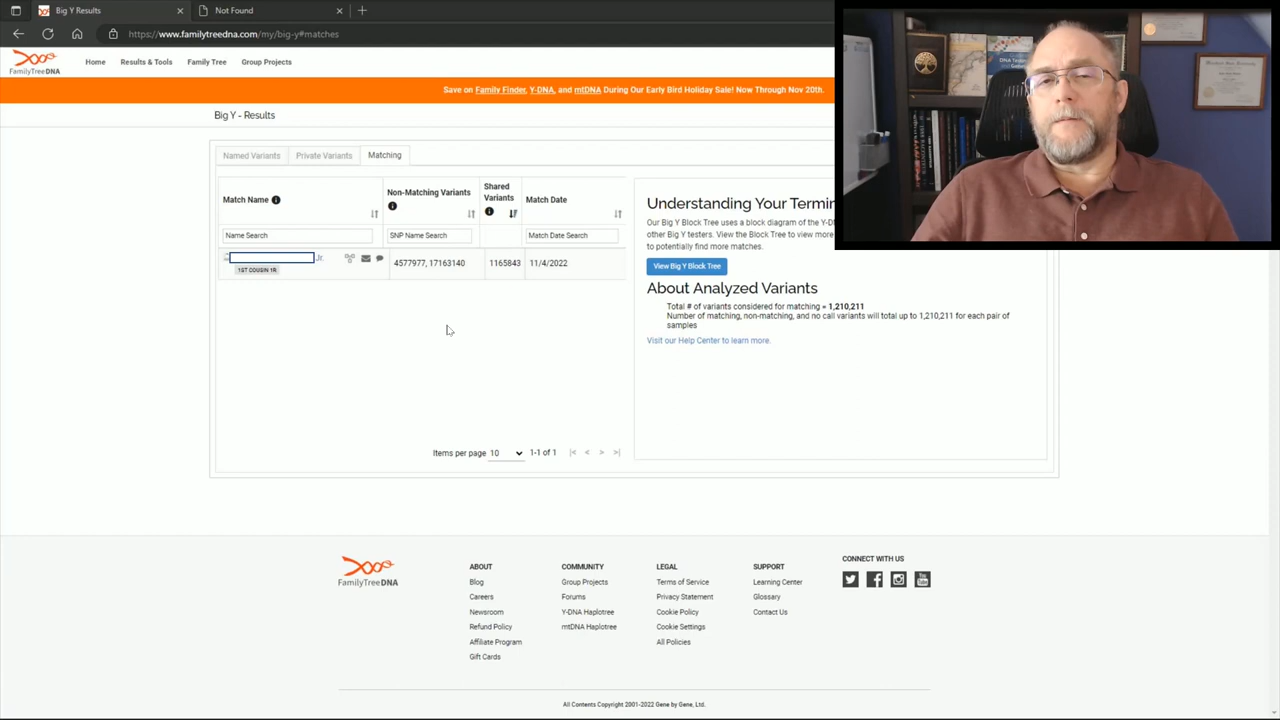 Big Y Results
Not Found
https://www.familytreedna.com/my/big-y#matches
FamilyTreeDNA
Home
Results & Tools
Family Tree
Group Projects
Save on Family Finder, Y-DNA, and mtDNA During Our Early Bird Holiday Sale! Now Through Nov 20th.
Big Y - Results
Named Variants
Private Variants
Matching
Match Name
Non-Matching Variants
Shared Variants
Match Date
Name Search
SNP Name Search
Match Date Search
Jr.
1ST COUSIN 1R
4577977, 17163140
1165843
11/4/2022
Items per page 10
1-1 of 1
Understanding Your Termin
Our Big Y Block Tree uses a block diagram of the Y-D
other Big Y testers. View the Block Tree to view more
to potentially find more matches.
View Big Y Block Tree
About Analyzed Variants
Total # of variants considered for matching = 1,210,211
Number of matching, non-matching, and no call variants will total up to 1,210,211 for each pair of
samples
Visit our Help Center to learn more.
FamilyTreeDNA
ABOUT
Blog
Careers
Newsroom
Refund Policy
Affiliate Program
Gift Cards
COMMUNITY
Group Projects
Forums
Y-DNA Haplotree
mtDNA Haplotree
LEGAL
Terms of Service
Privacy Statement
Cookie Policy
Cookie Settings
All Policies
SUPPORT
Learning Center
Glossary
Contact Us
CONNECT WITH US
All Contents Copyright 2001-2022 Gene by Gene, Ltd.